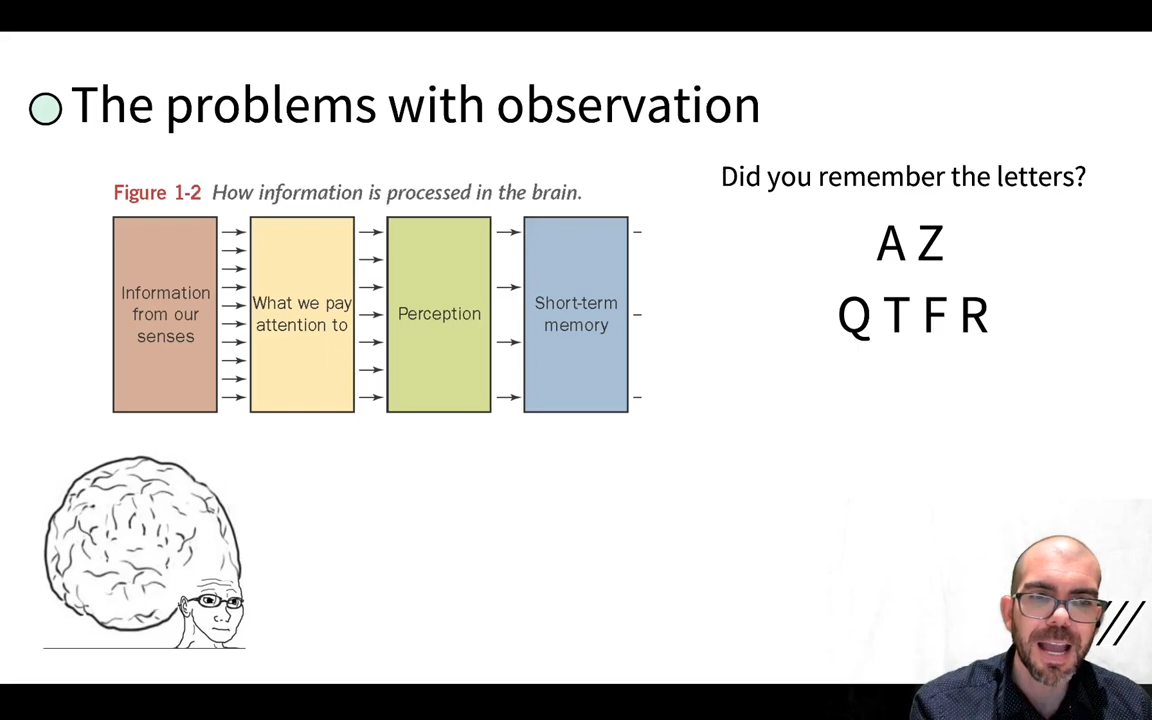 The problems with observation
Figure 1-2 How information is processed in the brain.
Information
from our
senses
What we pay
attention to
Perception
Short-term
memory
Did you remember the letters?
A Z
Q T F R